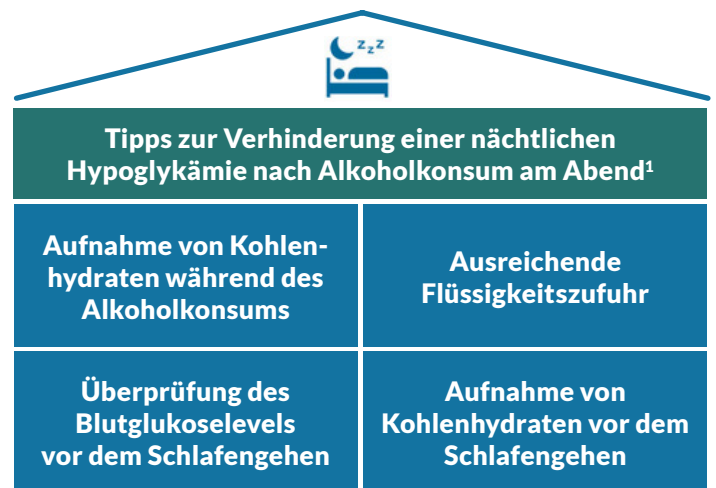 zzz
Tipps zur Verhinderung einer nächtlichen
Hypoglykämie nach Alkoholkonsum am Abend¹
Aufnahme von Kohlen-
hydraten während des
Alkoholkonsums
Ausreichende
Flüssigkeitszufuhr
Überprüfung des
Blutglukoselevels
vor dem Schlafengehen
Aufnahme von
Kohlenhydraten vor dem
Schlafengehen